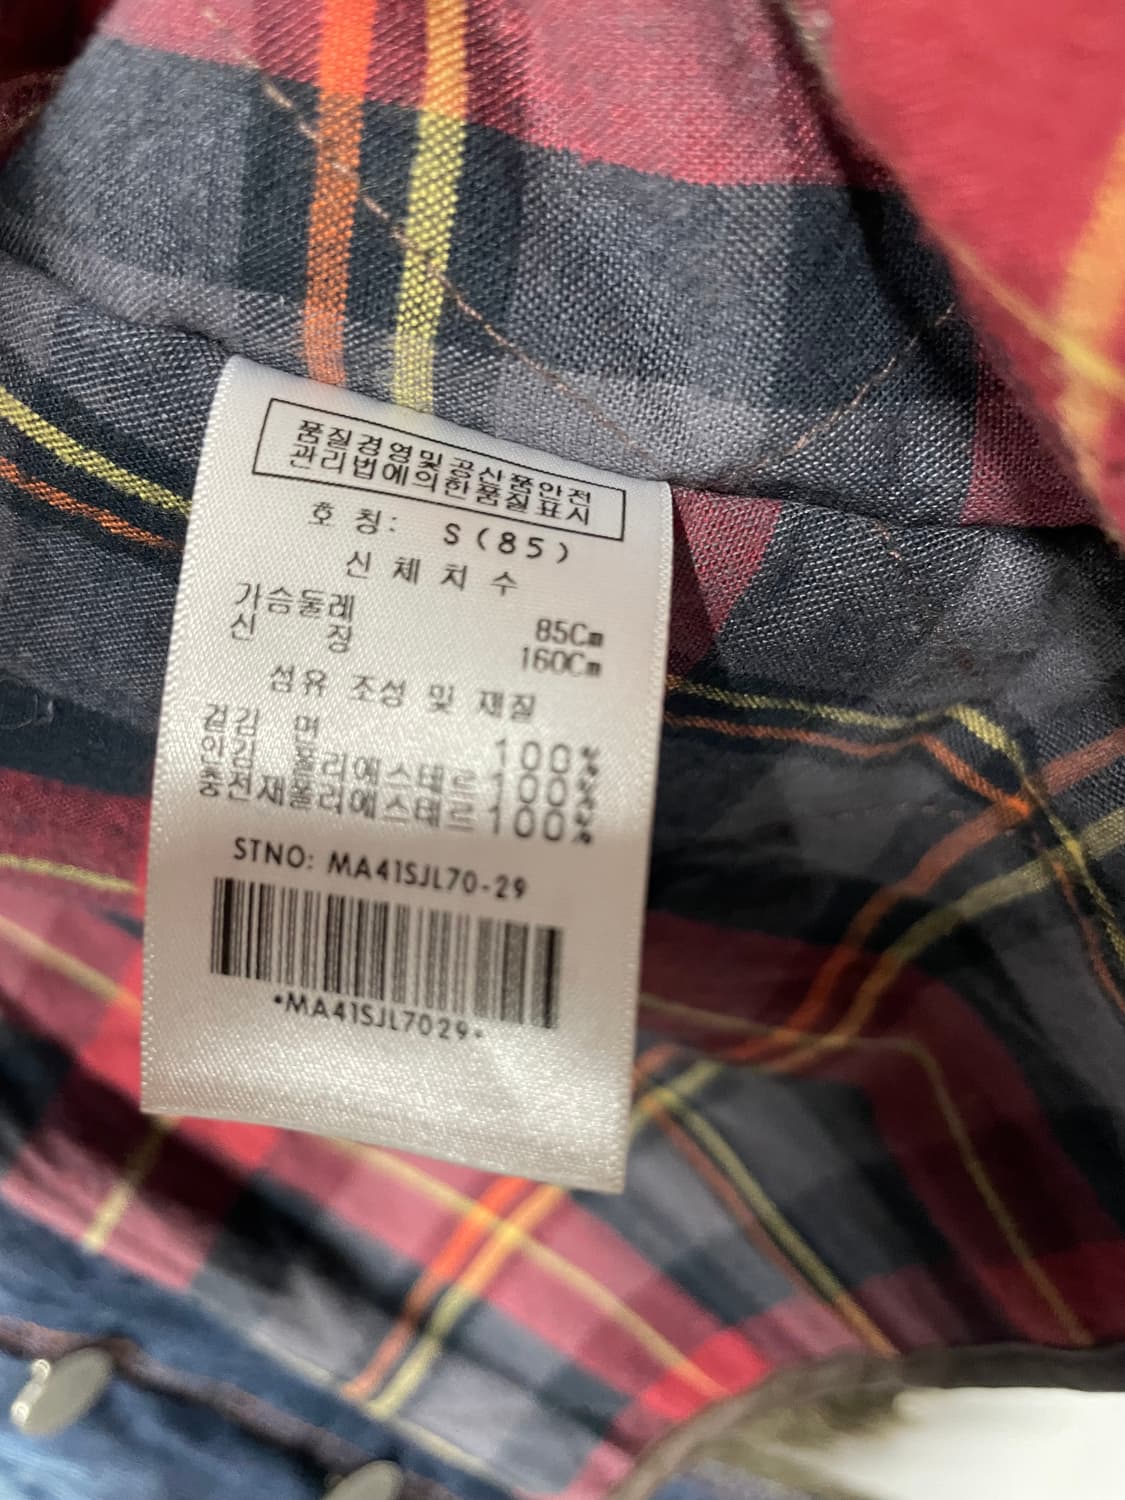 품질경영및공산품안전
관리법에의한품질표시
호 칭: S(85)
신 체 치 수
가슴둘레 85Cm
신 장 160Cm
섬유 조성 및 재질
겉감 면 100%
안감 폴리에스테르 100%
충전재폴리에스테르 100%
STNO: MA41SJL70-29
*MA41SJL7029*